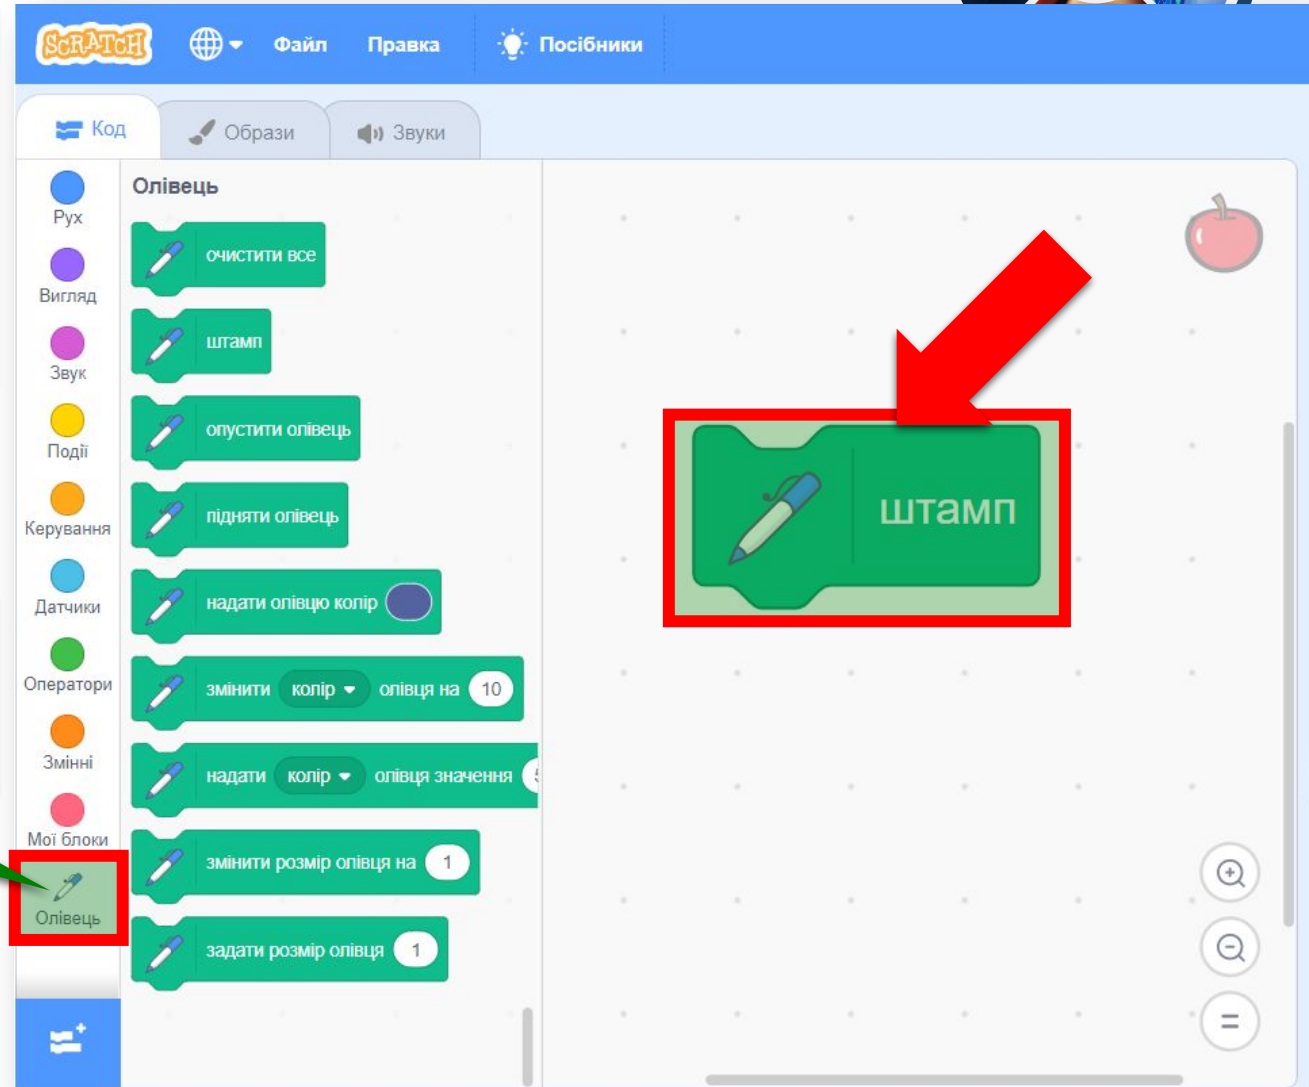 SCRATCH Файл Правка Посібники
Код Образи Звуки
Рух
Вигляд
Звук
Події
Керування
Датчики
Оператори
Змінні
Мої блоки
Олівець
Олівець
очистити все
штамп
опустити олівець
підняти олівець
надати олівцю колір
змінити колір олівця на 10
надати колір олівця значення
змінити розмір олівця на 1
задати розмір олівця 1
штамп